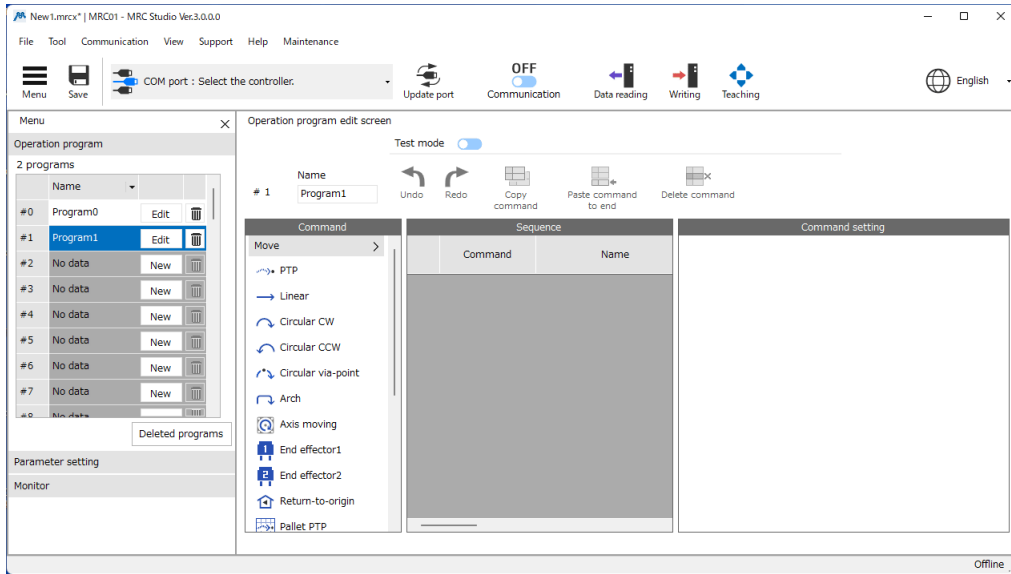 New1.mrcx* | MRC01 - MRC Studio Ver.3.0.0.0
File Tool Communication View Support Help Maintenance
Menu Save COM port : Select the controller. Update port OFF Communication Data reading Writing Teaching English
Menu
Operation program
2 programs
Name
#0 Program0 Edit
#1 Program1 Edit
#2 No data New
#3 No data New
#4 No data New
#5 No data New
#6 No data New
#7 No data New
#8 No data
Deleted programs
Parameter setting
Monitor
Operation program edit screen
Test mode
# 1 Name Program1 Undo Redo Copy command Paste command to end Delete command
Command
Move
PTP
Linear
Circular CW
Circular CCW
Circular via-point
Arch
Axis moving
1 End effector1
2 End effector2
Return-to-origin
Pallet PTP
Sequence
Command Name
Command setting
Offline